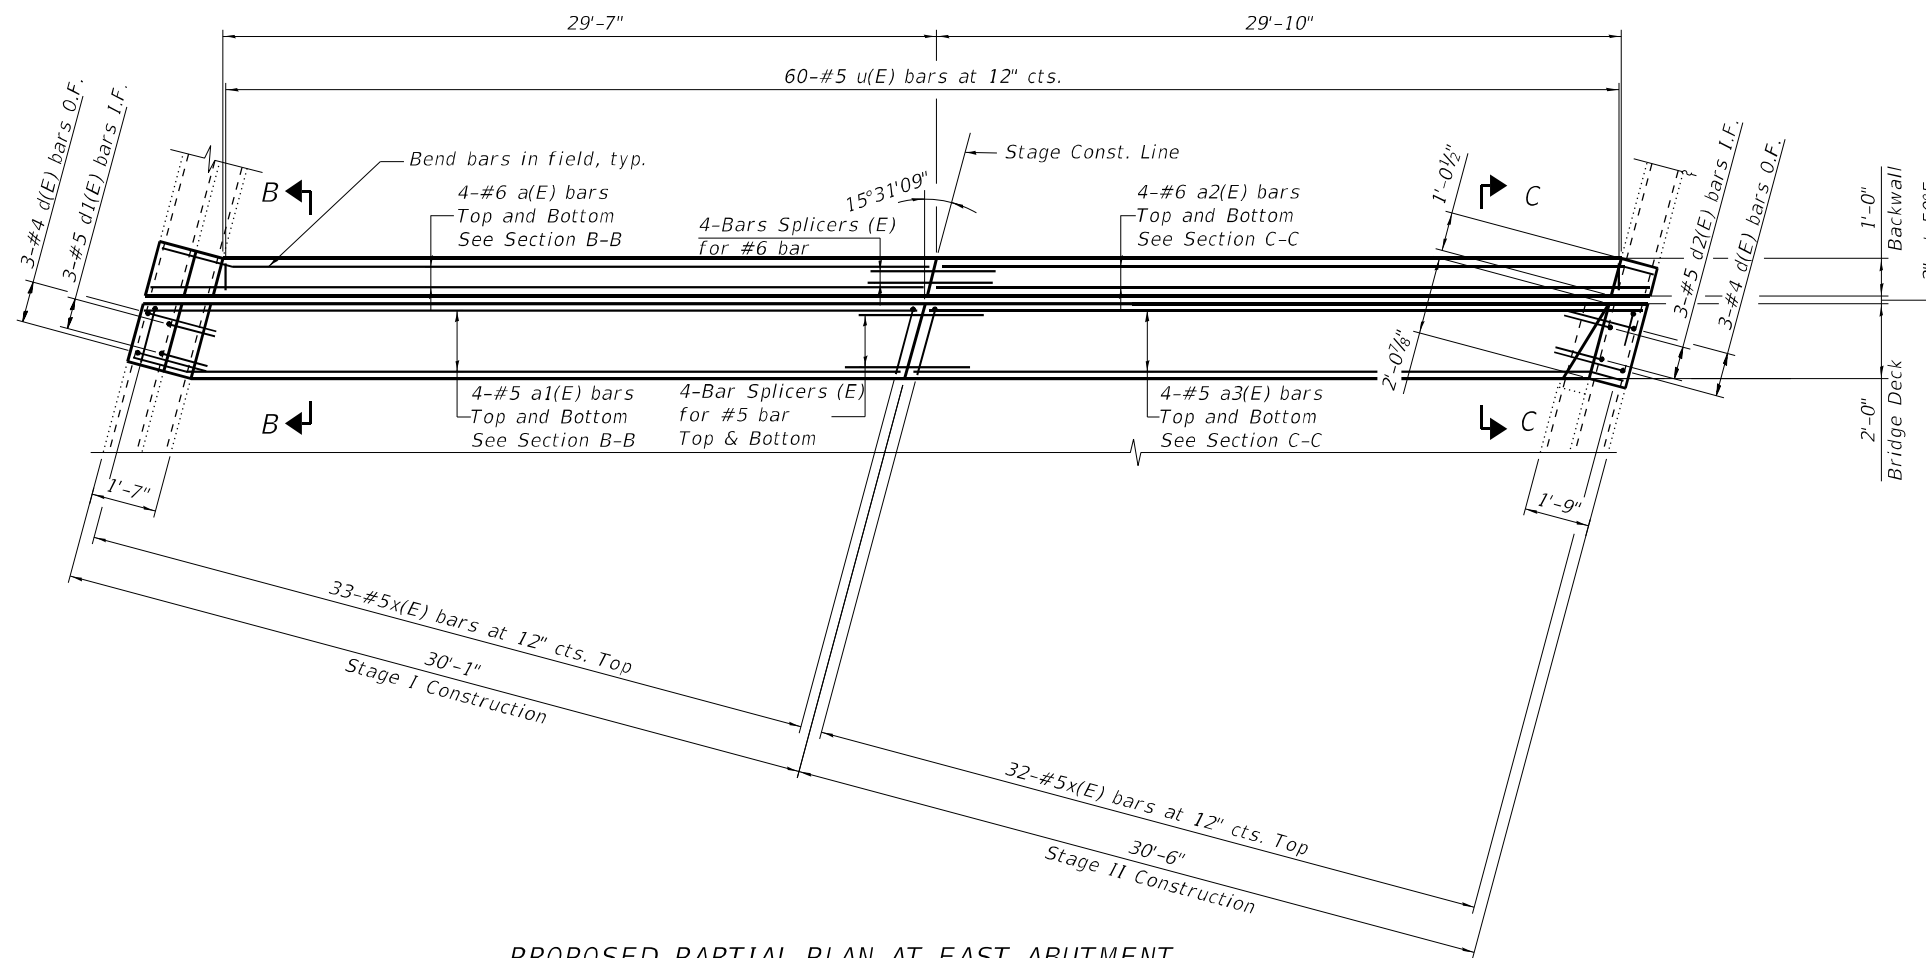 29'-7"
29'-10"
60-#5 u(E) bars at 12" cts.
3-#4 d(E) bars O.F.
3-#5 d1(E) bars I.F.
Bend bars in field, typ.
Stage Const. Line
15°31'09"
B
4-#6 a(E) bars
Top and Bottom
See Section B-B
4-Bars Splicers (E)
for #6 bar
4-#6 a2(E) bars
Top and Bottom
See Section C-C
1'-0½"
C
3-#5 d2(E) bars I.F.
3-#4 d(E) bars O.F.
1'-0"
Backwall
2'-0⅞"
B
4-#5 a1(E) bars
Top and Bottom
See Section B-B
4-Bar Splicers (E)
for #5 bar
Top & Bottom
4-#5 a3(E) bars
Top and Bottom
See Section C-C
C
2'-0"
Bridge Deck
1'-7"
1'-9"
33-#5x(E) bars at 12" cts. Top
30'-1"
Stage I Construction
32-#5x(E) bars at 12" cts. Top
30'-6"
Stage II Construction
PROPOSED PARTIAL PLAN AT EAST ABUTMENT